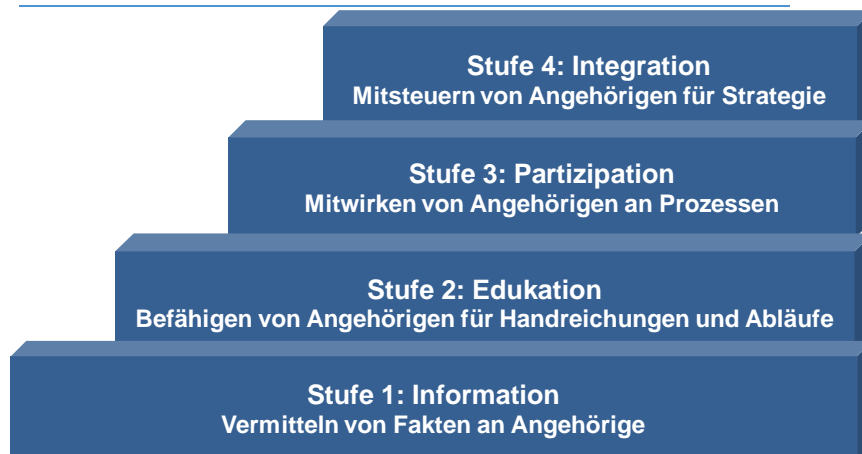 Stufe 4: Integration
Mitsteuern von Angehörigen für Strategie
Stufe 3: Partizipation
Mitwirken von Angehörigen an Prozessen
Stufe 2: Edukation
Befähigen von Angehörigen für Handreichungen und Abläufe
Stufe 1: Information
Vermitteln von Fakten an Angehörige